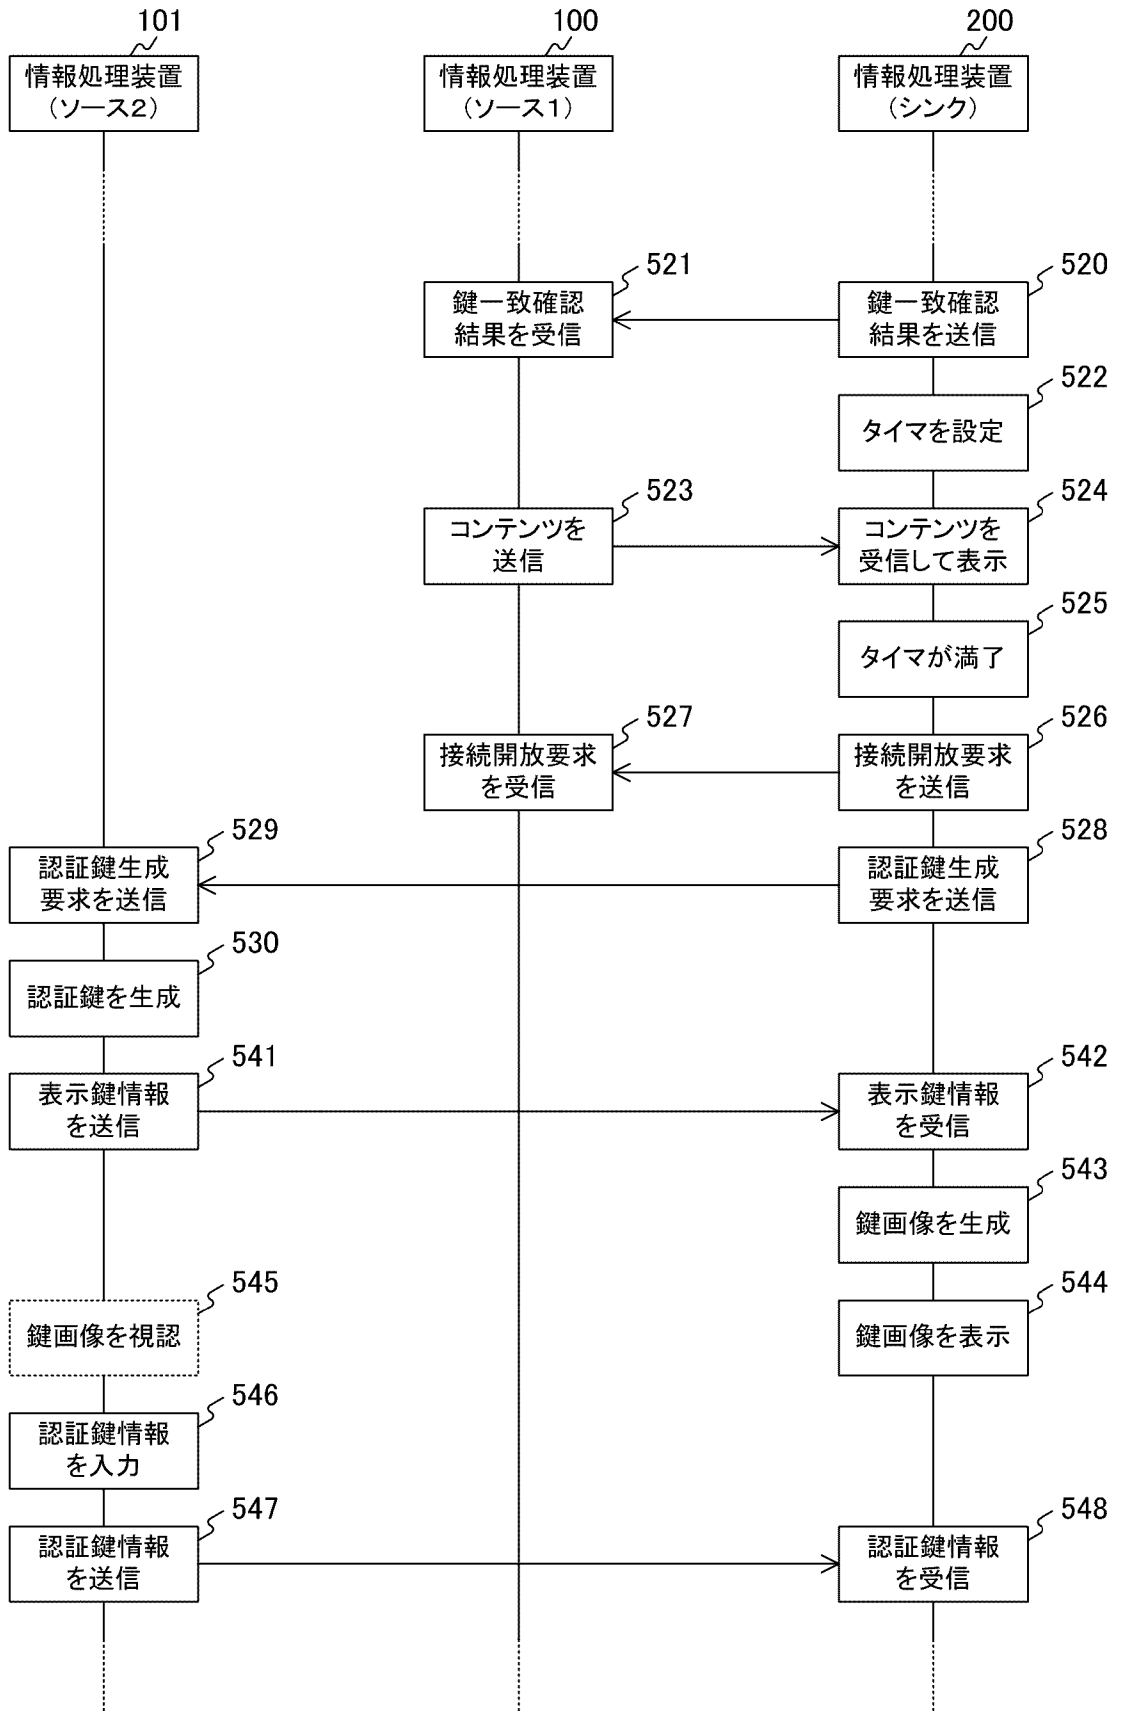 101
100
200
情報処理装置
(ソース2)
情報処理装置
(ソース1)
情報処理装置
(シンク)
521
鍵一致確認
結果を受信
520
鍵一致確認
結果を送信
522
タイマを設定
523
コンテンツを
送信
524
コンテンツを
受信して表示
525
タイマが満了
527
接続開放要求
を受信
526
接続開放要求
を送信
529
認証鍵生成
要求を送信
528
認証鍵生成
要求を送信
530
認証鍵を生成
541
表示鍵情報
を送信
542
表示鍵情報
を受信
543
鍵画像を生成
545
鍵画像を視認
544
鍵画像を表示
546
認証鍵情報
を入力
547
認証鍵情報
を送信
548
認証鍵情報
を受信